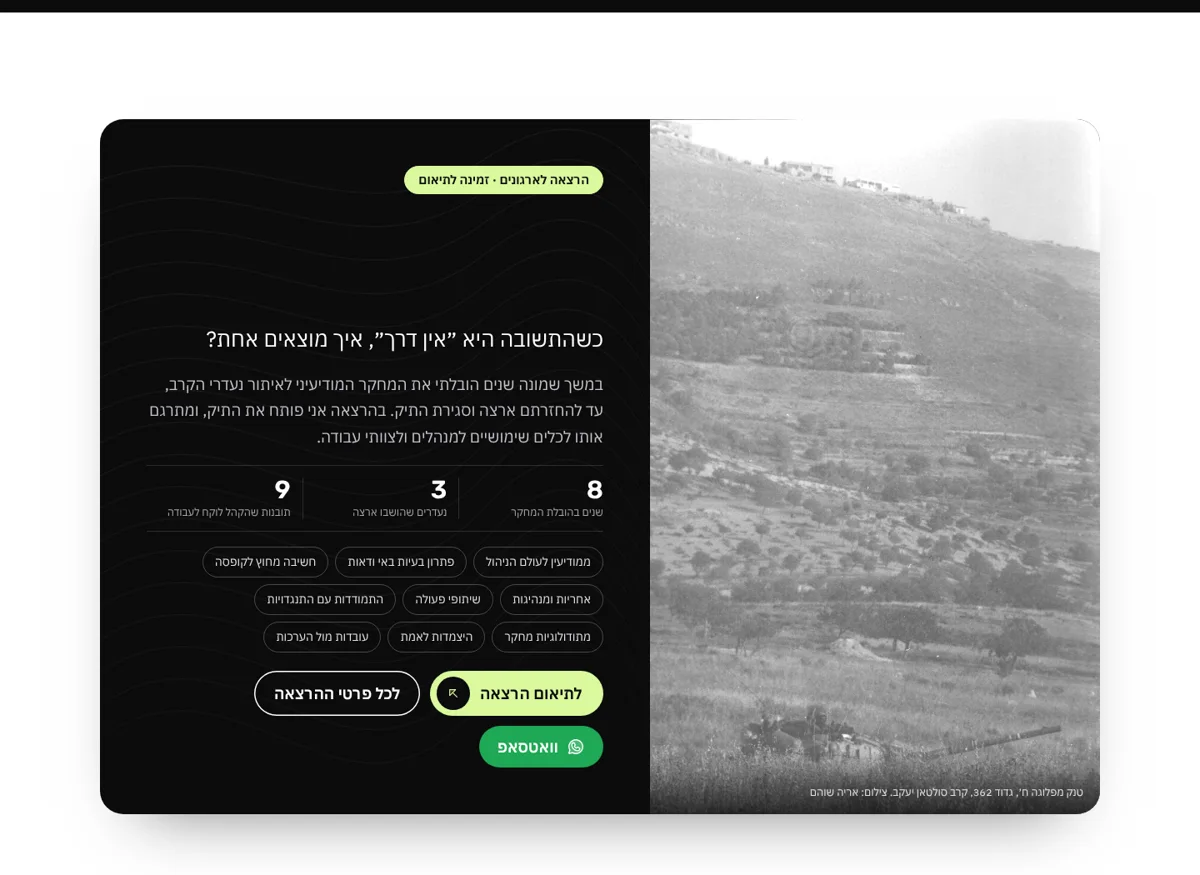 הרצאה לארגונים · זמינה לתיאום
כשהתשובה היא ״אין דרך״, איך מוצאים אחת?
במשך שמונה שנים הובלתי את המחקר המודיעיני לאיתור נעדרי הקרב,
עד להחזרתם ארצה וסגירת התיק. בהרצאה אני פותח את התיק, ומתרגם
אותו לכלים שימושיים למנהלים ולצוותי עבודה.
8 3 9
שנים בהובלת המחקר נעדרים שהושבו ארצה תובנות שהקהל לוקח לעבודה
ממודיעין לעולם הניהול פתרון בעיות באי ודאות חשיבה מחוץ לקופסה
אחריות ומנהיגות שיתופי פעולה התמודדות עם התנגדויות
מתודולוגיות מחקר היצמדות לאמת עובדות מול הערכות
לתיאום הרצאה לכל פרטי ההרצאה
וואטסאפ
טנק מפלוגה ח׳, גדוד 362, קרב סולטאן יעקב. צילום: אריה שוהם